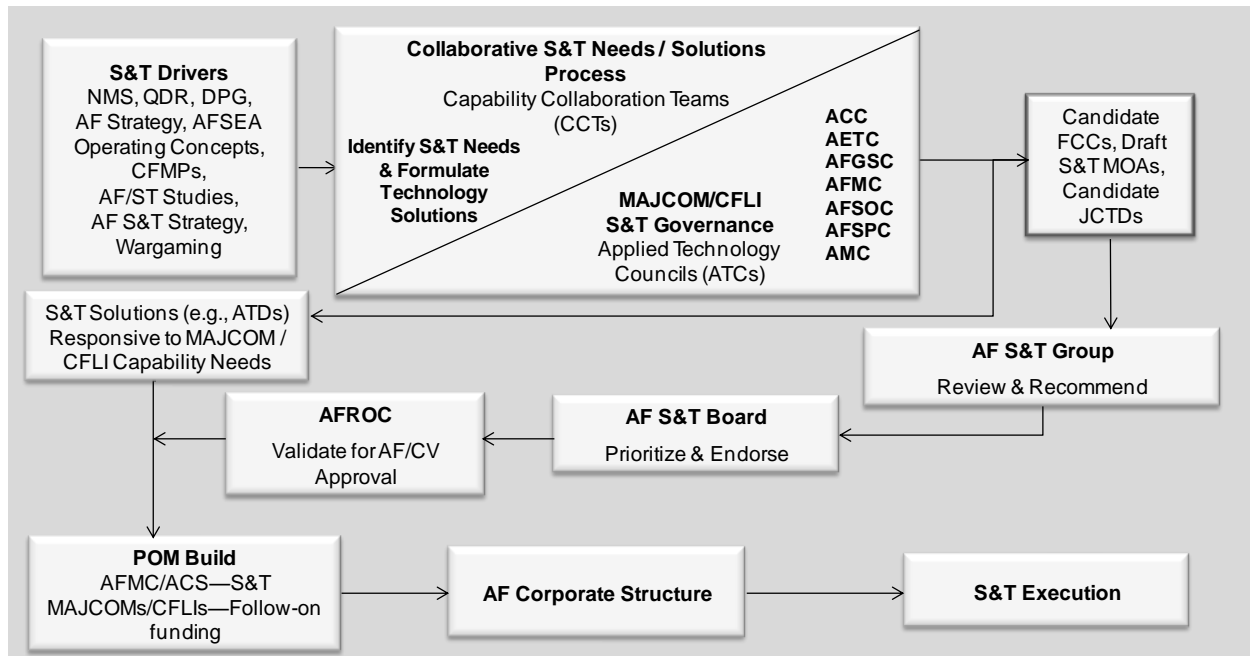 S&T Drivers
NMS, QDR, DPG,
AF Strategy, AFSEA
Operating Concepts,
CFMPs,
AF/ST Studies,
AF S&T Strategy,
Wargaming
Collaborative S&T Needs / Solutions
Process
Capability Collaboration Teams
(CCTs)
Identify S&T Needs
& Formulate
Technology
Solutions
MAJCOM/CFLI
S&T Governance
Applied Technology
Councils (ATCs)
ACC
AETC
AFGSC
AFMC
AFSOC
AFSPC
AMC
Candidate
FCCs, Draft
S&T MOAs,
Candidate
JCTDs
S&T Solutions (e.g., ATDs)
Responsive to MAJCOM /
CFLI Capability Needs
AF S&T Group
Review & Recommend
AF S&T Board
Prioritize & Endorse
AFROC
Validate for AF/CV
Approval
POM Build
AFMC/ACS—S&T
MAJCOMs/CFLIs—Follow-on
funding
AF Corporate Structure
S&T Execution